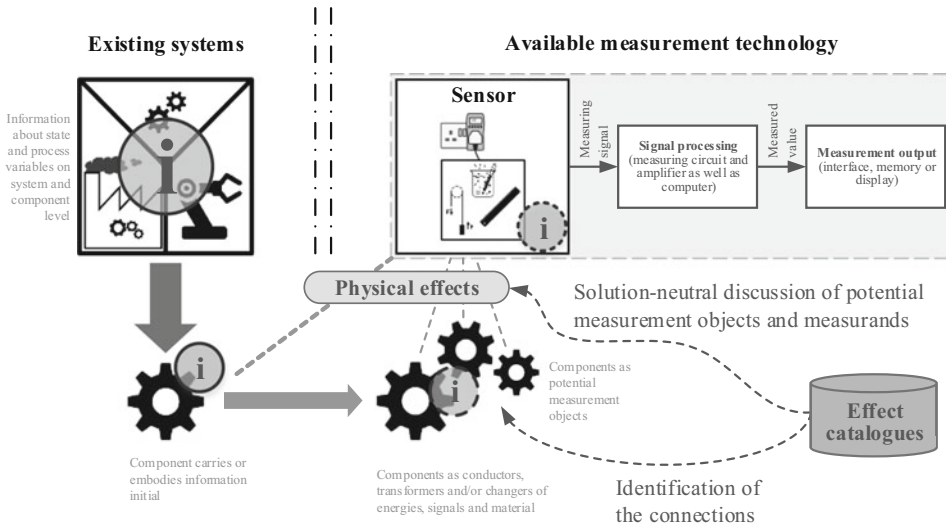 Existing systems
Available measurement technology
Information
about state
and process
variables on
system and
component
level
i
Sensor
i
Measuring
signal
Signal processing
(measuring circuit and
amplifier as well as
computer)
Measured
value
Measurement output
(interface, memory or
display)
Physical effects
Solution-neutral discussion of potential
measurement objects and measurands
i
i
Components as
potential
measurement
objects
Effect
catalogues
Component carries or
embodies information
initial
Components as conductors,
transformers and/or changers of
energies, signals and material
Identification of
the connections